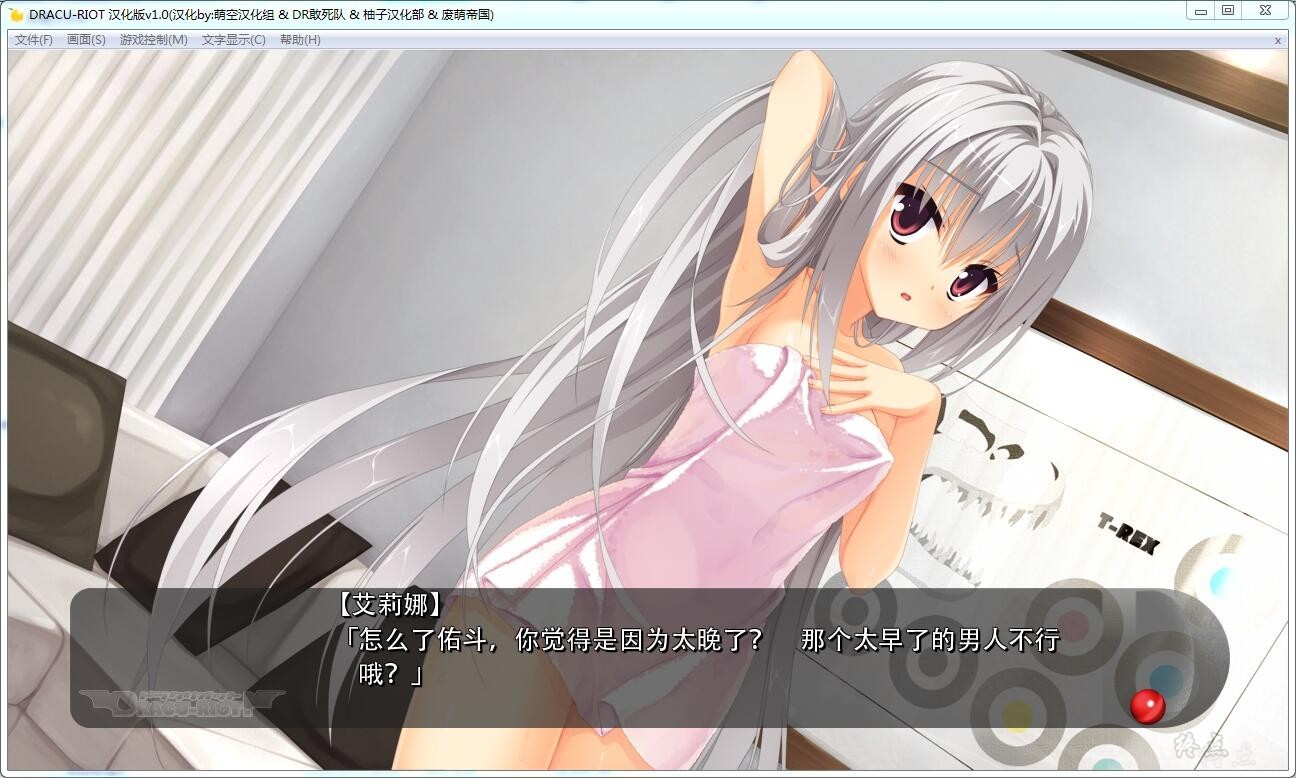 DRACU-RIOT 汉化版v1.0(汉化by:萌空汉化组 & DR敢死队 & 柚子汉化部 & 废萌帝国)
文件(F) 画面(S) 游戏控制(M) 文字显示(C) 帮助(H)
T-REX
【艾莉娜】
「怎么了佑斗，你觉得是因为太晚了？ 那个太早了的男人不行
哦？」
DRACU-RIOT!